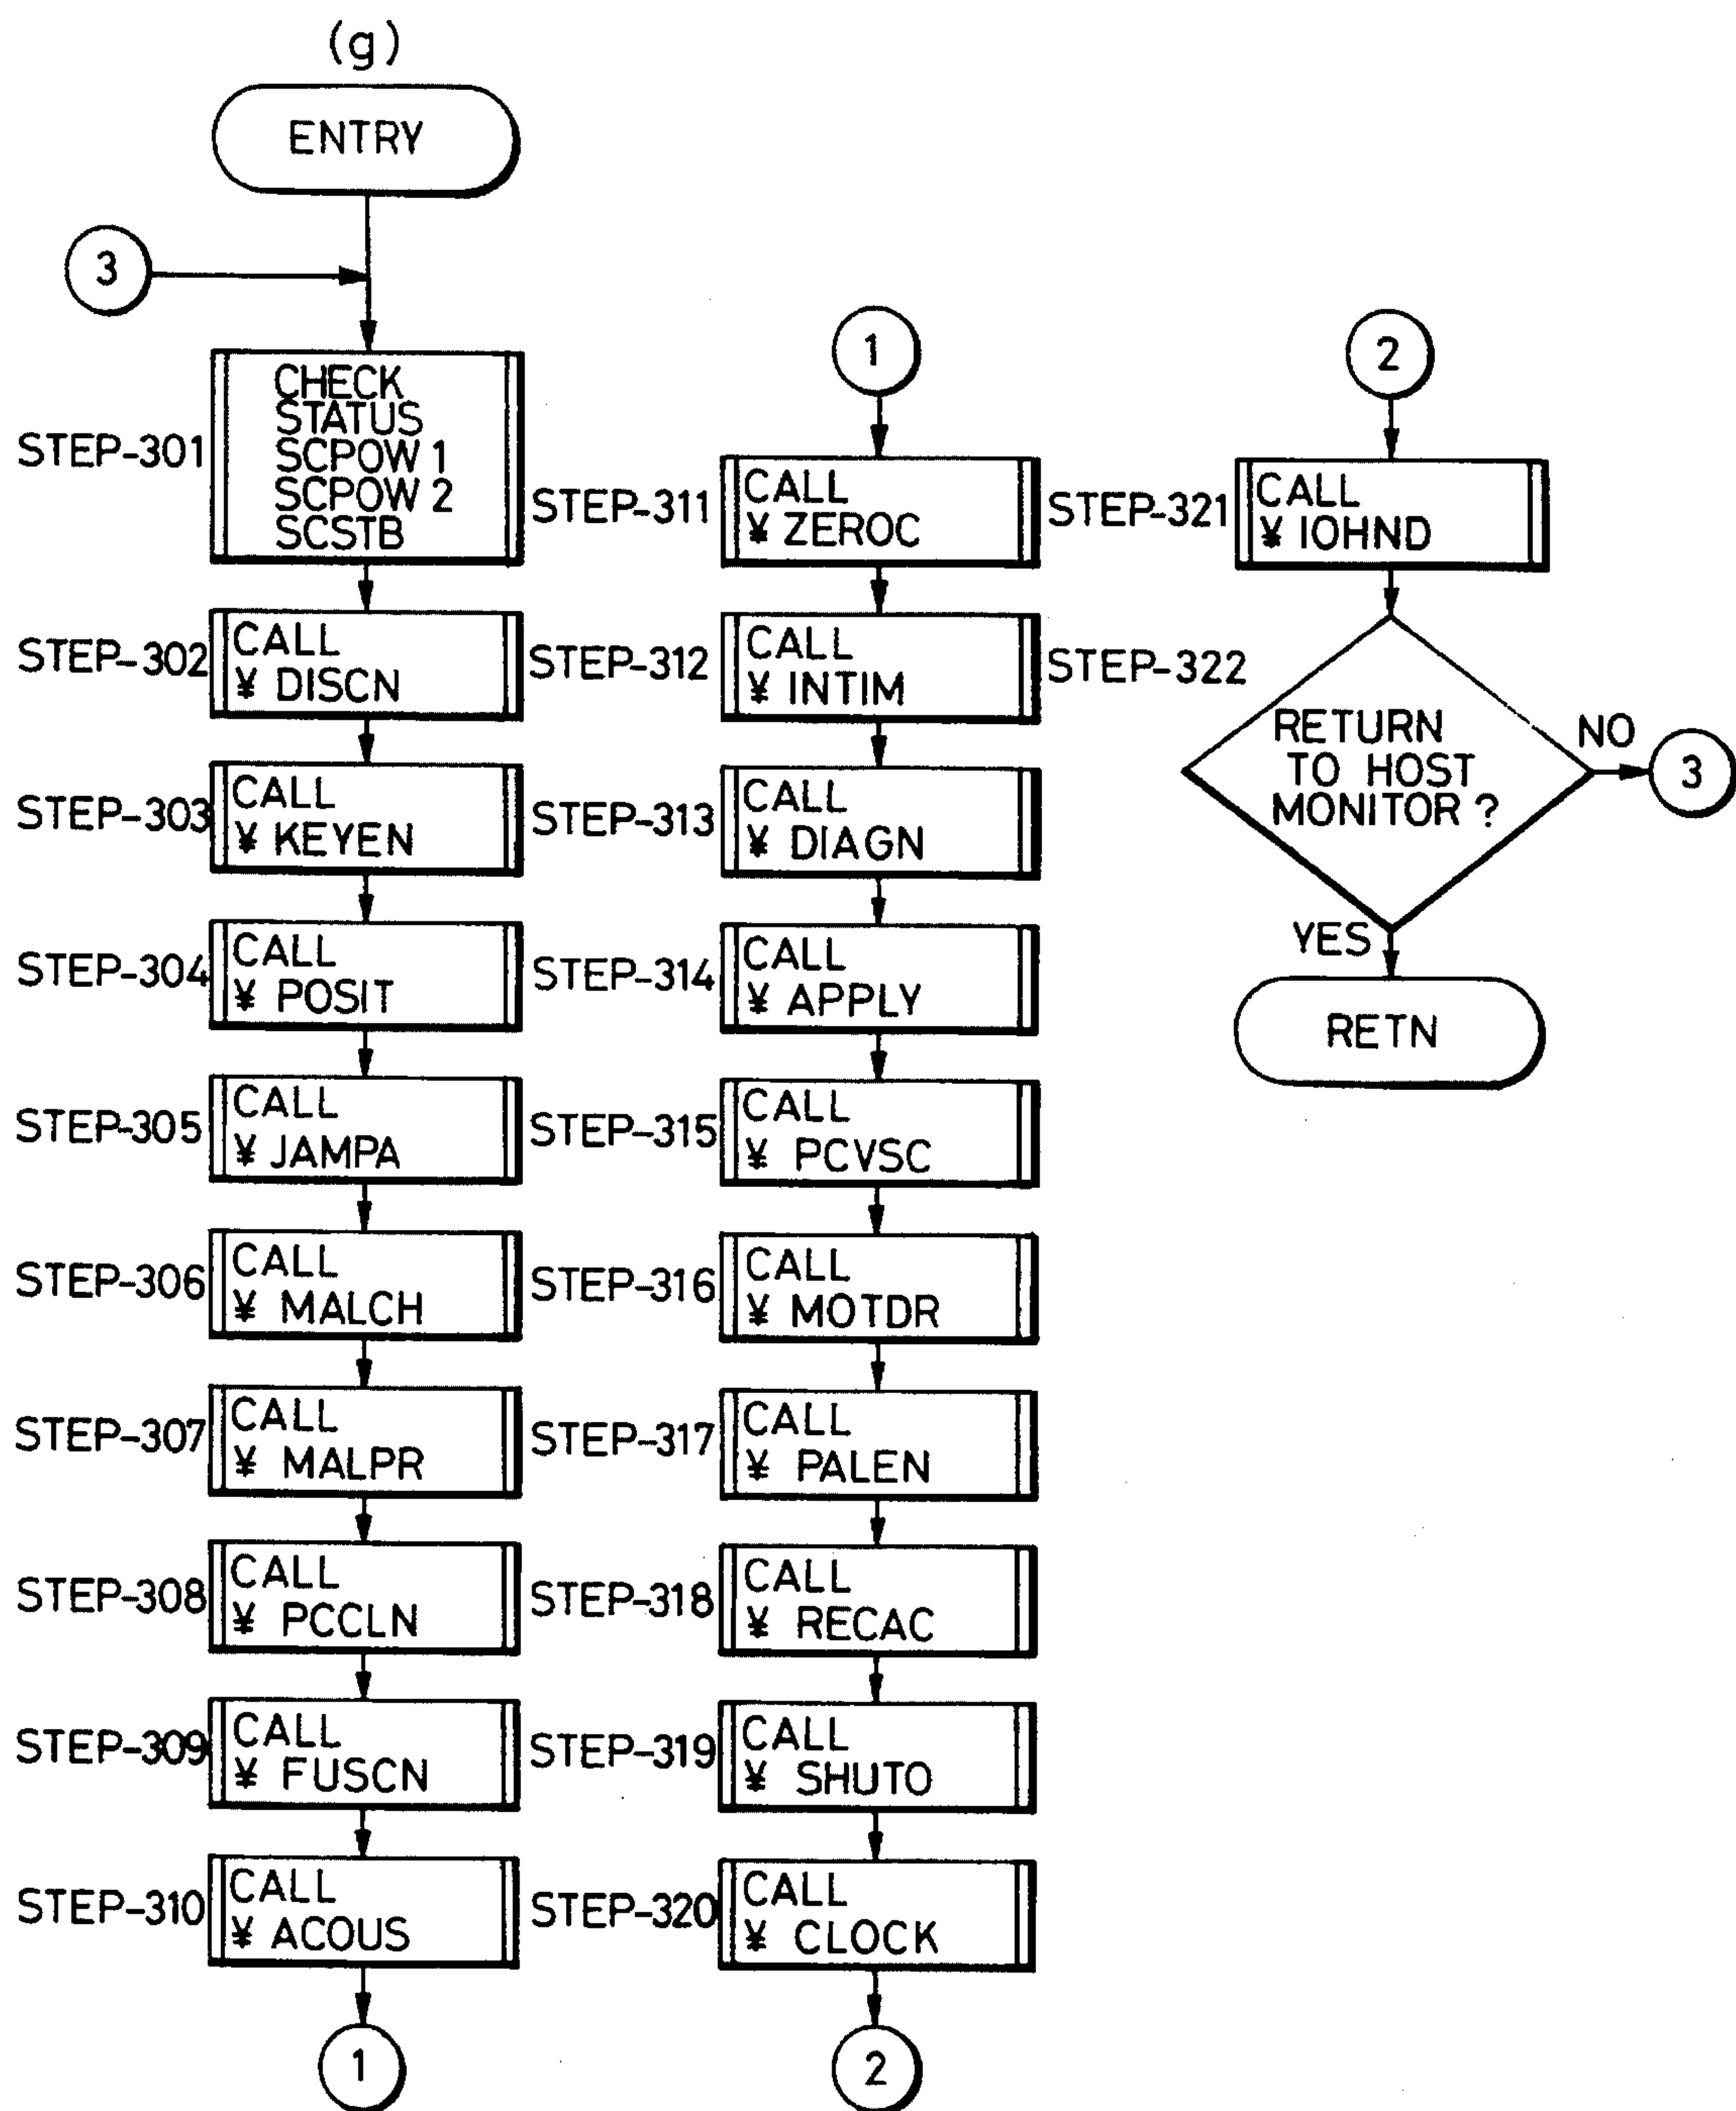 (g)
ENTRY
3
STEP-301
CHECK
STATUS
SCPOW 1
SCPOW 2
SCSTB
STEP-302
CALL
¥ DISCN
STEP-303
CALL
¥ KEYEN
STEP-304
CALL
¥ POSIT
STEP-305
CALL
¥ JAMPA
STEP-306
CALL
¥ MALCH
STEP-307
CALL
¥ MALPR
STEP-308
CALL
¥ PCCLN
STEP-309
CALL
¥ FUSCN
STEP-310
CALL
¥ ACOUS
1
1
STEP-311
CALL
¥ ZEROC
STEP-312
CALL
¥ INTIM
STEP-313
CALL
¥ DIAGN
STEP-314
CALL
¥ APPLY
STEP-315
CALL
¥ PCVSC
STEP-316
CALL
¥ MOTDR
STEP-317
CALL
¥ PALEN
STEP-318
CALL
¥ RECAC
STEP-319
CALL
¥ SHUTO
STEP-320
CALL
¥ CLOCK
2
2
STEP-321
CALL
¥ IOHND
STEP-322
RETURN
TO HOST
MONITOR ?
NO
3
YES
RETN